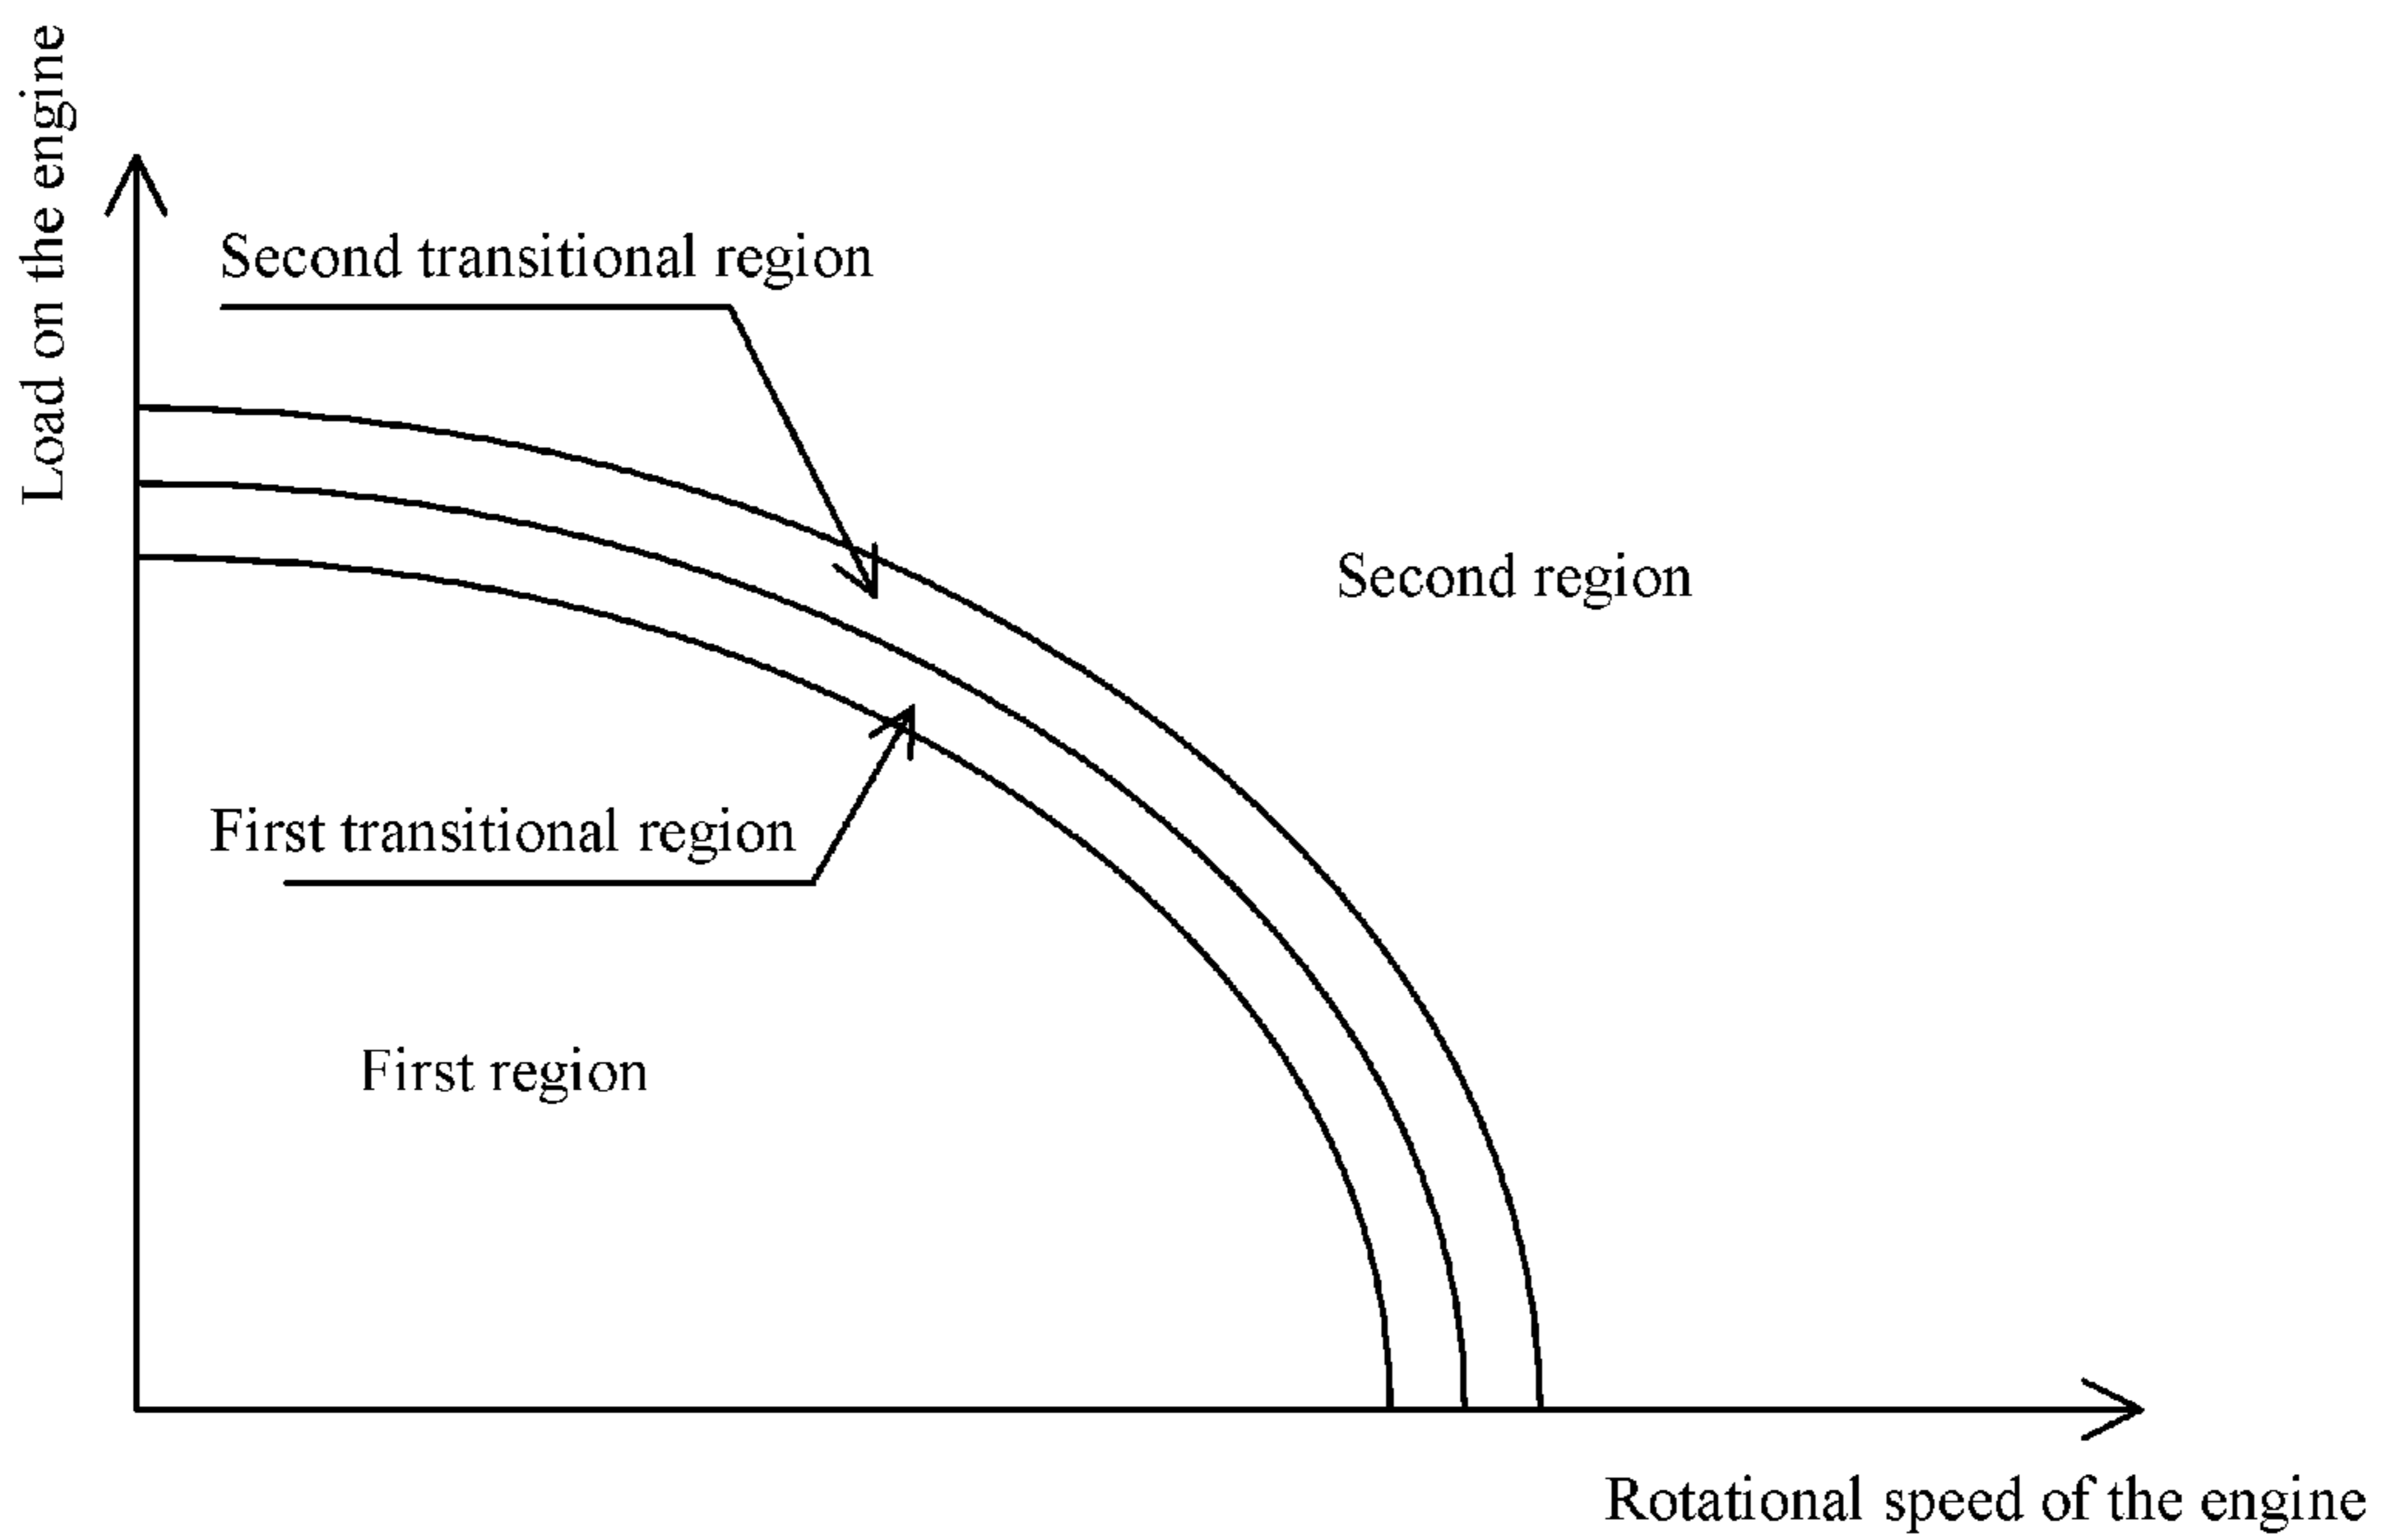 Load on the engine
Second transitional region
Second region
First transitional region
First region
Rotational speed of the engine